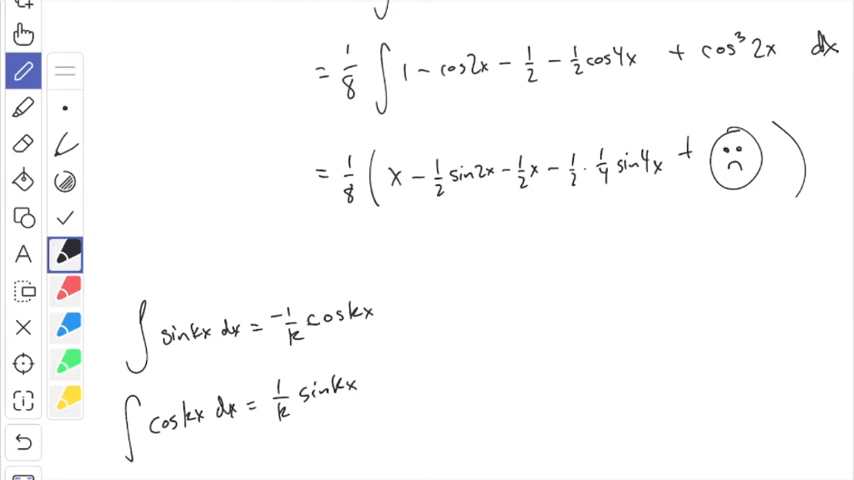 = 1/8 ∫ 1 - cos2x - 1/2 - 1/2 cos4x + cos³2x dx
= 1/8 ( x - 1/2 sin2x - 1/2 x - 1/2 · 1/4 sin4x + ☹ )
∫ sinkx dx = -1/k coskx
∫ coskx dx = 1/k sinkx